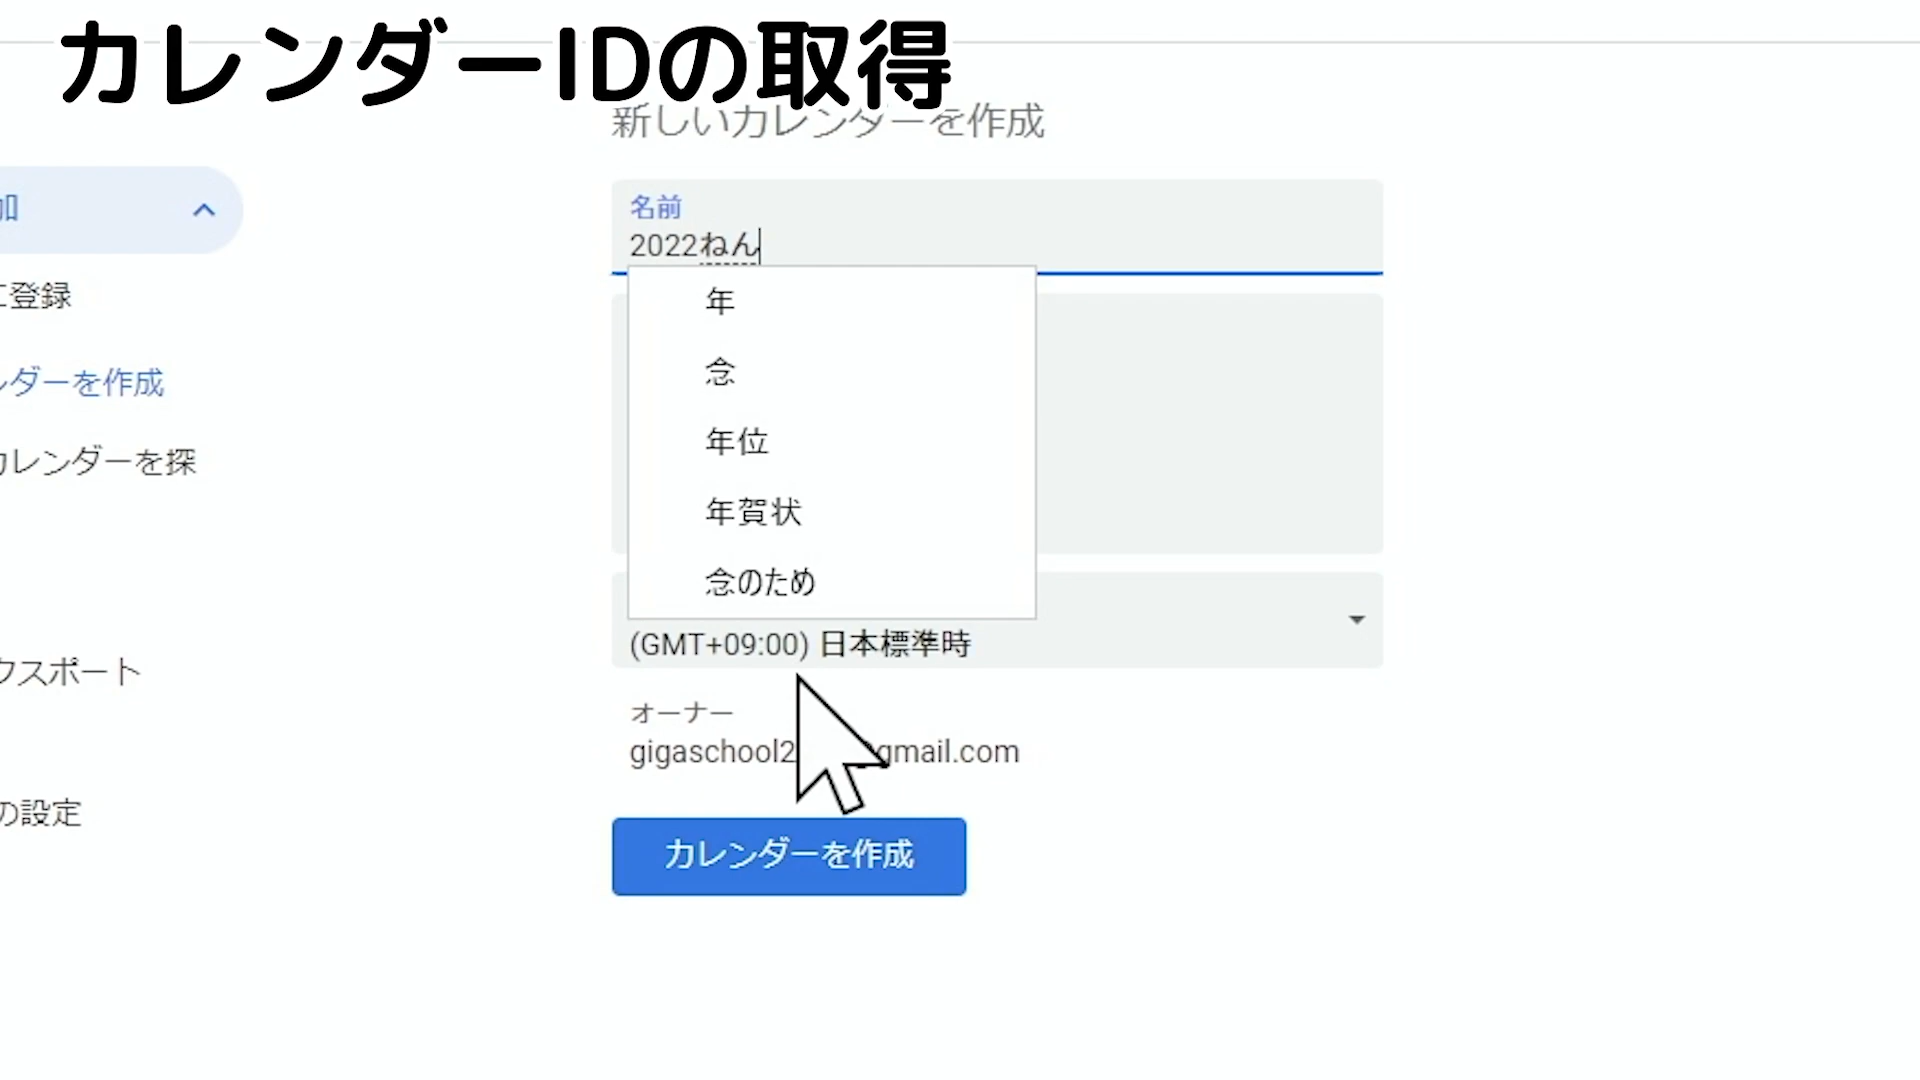 カレンダーIDの取得
新しいカレンダーを作成
加
名前
2022ねん
に登録
年
念
ンダーを作成
年位
カレンダーを探
年賀状
念のため
(GMT+09:00) 日本標準時
クスポート
オーナー
gigaschool2 gmail.com
の設定
カレンダーを作成